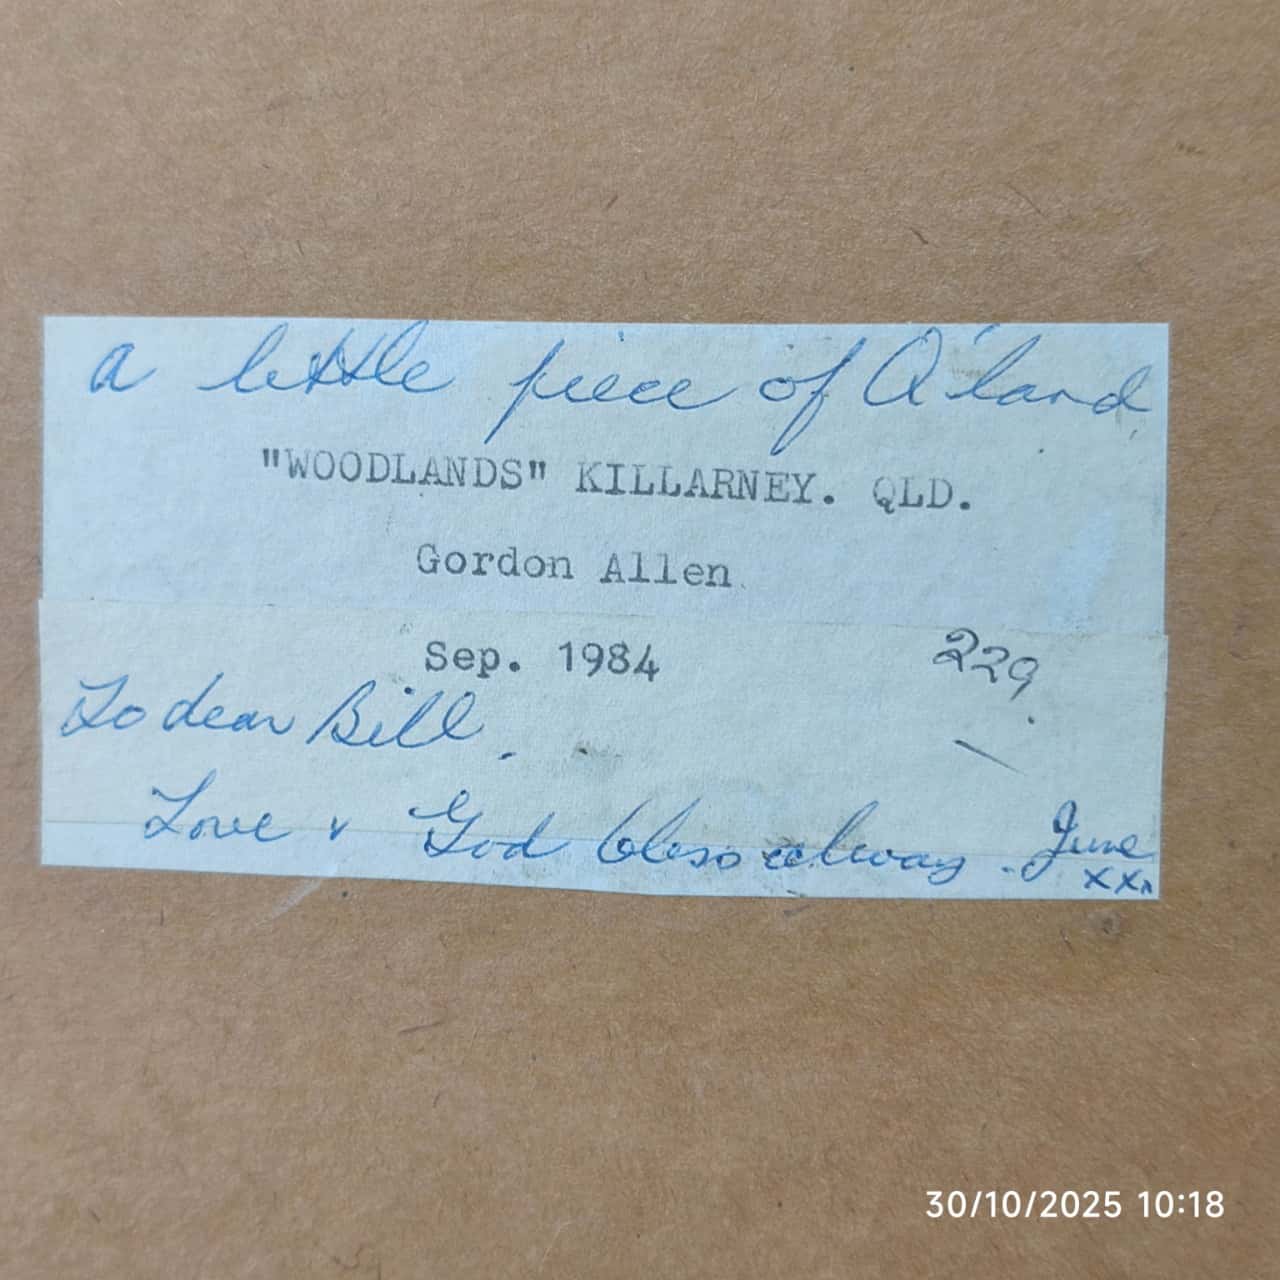 a little piece of Q'land
"WOODLANDS" KILLARNEY. QLD.
Gordon Allen
Sep. 1984
229.
To dear Bill.
Love & God bless always. June
xxx
30/10/2025 10:18